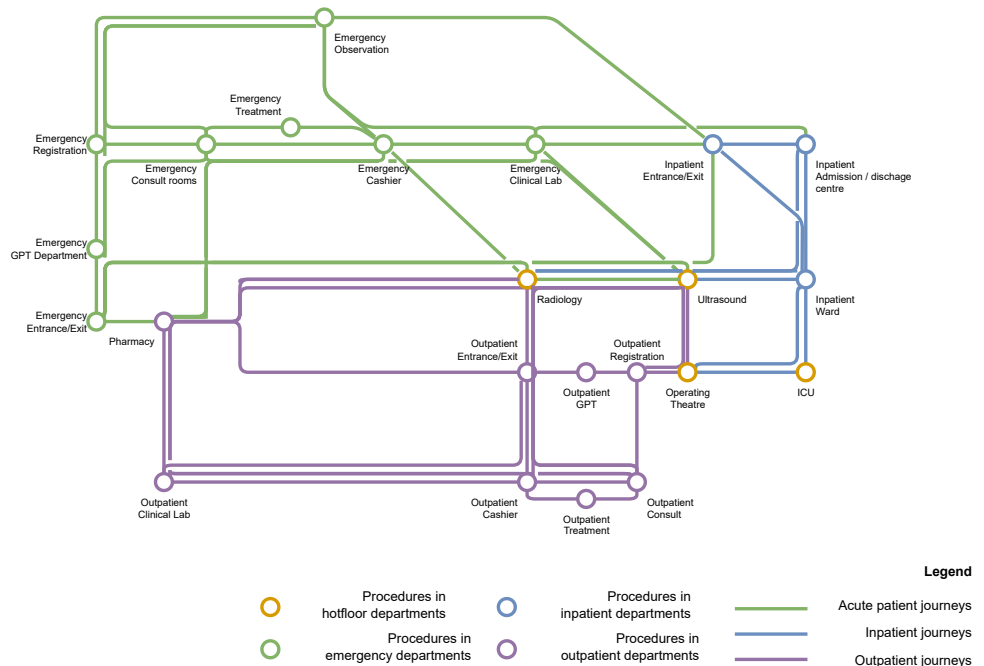 Emergency
Observation
Emergency
Treatment
Emergency
Registration
Emergency
Consult rooms
Emergency
Cashier
Emergency
Clinical Lab
Inpatient
Entrance/Exit
Inpatient
Admission / dischage
centre
Emergency
GPT Department
Emergency
Entrance/Exit
Pharmacy
Radiology
Ultrasound
Inpatient
Ward
Outpatient
Entrance/Exit
Outpatient
Registration
Outpatient
GPT
Operating
Theatre
ICU
Outpatient
Clinical Lab
Outpatient
Cashier
Outpatient
Treatment
Outpatient
Consult
Legend
Procedures in
hotfloor departments
Procedures in
inpatient departments
Acute patient journeys
Inpatient journeys
Procedures in
emergency departments
Procedures in
outpatient departments
Outpatient journeys